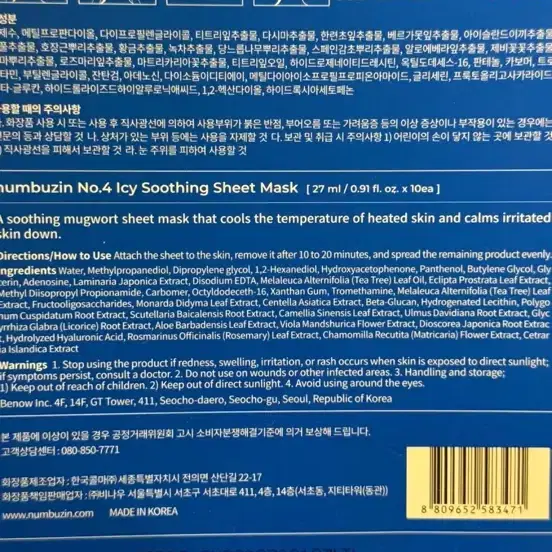 성분
제수, 메틸프로판다이올, 다이프로필렌글라이콜, 티트리잎추출물, 다시마추출물, 한련초잎추출물, 베르가못잎추출물, 아이슬란드이끼추출물
풀추출물, 호장근뿌리추출물, 황금추출물, 녹차추출물, 당느릅나무뿌리추출물, 스페인감초뿌리추출물, 알로에베라잎추출물, 제비꽃꽃추출물
마뿌리추출물, 로즈마리잎추출물, 마트리카리아꽃추출물, 티트리잎오일, 하이드로제네이티드레시틴, 옥틸도데세스-16, 판테놀, 카보머, 트로
타민, 부틸렌글라이콜, 잔탄검, 아데노신, 다이소듐이디티에이, 메틸다이아이소프로필프로피온아마이드, 글리세린, 프룩토올리고사카라이드
타-글루칸, 하이드롤라이즈드하이알루로닉애씨드, 1,2-헥산다이올, 하이드록시아세토페논
용할 때의 주의사항
화장품 사용 시 또는 사용 후 직사광선에 의하여 사용부위가 붉은 반점, 부어오름 또는 가려움증 등의 이상 증상이나 부작용이 있는 경우에는
문의 등과 상담할 것 나. 상처가 있는 부위 등에는 사용을 자제할 것 다. 보관 및 취급 시 주의사항 1) 어린이의 손이 닿지 않는 곳에 보관할 것
) 직사광선을 피해서 보관할 것 라. 눈 주위를 피하여 사용할 것
numbuzin No.4 Icy Soothing Sheet Mask [ 27 ml / 0.91 fl. oz. x 10ea ]
A soothing mugwort sheet mask that cools the temperature of heated skin and calms irritated
skin down.
Directions/How to Use Attach the sheet to the skin, remove it after 10 to 20 minutes, and spread the remaining product evenly.
Ingredients Water, Methylpropanediol, Dipropylene glycol, 1,2-Hexanediol, Hydroxyacetophenone, Panthenol, Butylene Glycol, Gly
cerin, Adenosine, Laminaria Japonica Extract, Disodium EDTA, Melaleuca Alternifolia (Tea Tree) Leaf Oil, Eclipta Prostrata Leaf Extract,
Methyl Diisopropyl Propionamide, Carbomer, Octyldodeceth-16, Xanthan Gum, Tromethamine, Melaleuca Alternifolia (Tea Tree) Leaf
Extract, Fructooligosaccharides, Monarda Didyma Leaf Extract, Centella Asiatica Extract, Beta-Glucan, Hydrogenated Lecithin, Polygo
num Cuspidatum Root Extract, Scutellaria Baicalensis Root Extract, Camellia Sinensis Leaf Extract, Ulmus Davidiana Root Extract, Glyc
yrrhiza Glabra (Licorice) Root Extract, Aloe Barbadensis Leaf Extract, Viola Mandshurica Flower Extract, Dioscorea Japonica Root Extrac
t, Hydrolyzed Hyaluronic Acid, Rosmarinus Officinalis (Rosemary) Leaf Extract, Chamomilla Recutita (Matricaria) Flower Extract, Cetrar
ia Islandica Extract
Warnings 1. Stop using the product if redness, swelling, irritation, or rash occurs when skin is exposed to direct sunlight;
if symptoms persist, consult a doctor. 2. Do not use on wounds or other infected areas. 3. Handling and storage;
1) Keep out of reach of children. 2) Keep out of direct sunlight. 4. Avoid using around the eyes.
Benow Inc. 4F, 14F, GT Tower, 411, Seocho-daero, Seocho-gu, Seoul, Republic of Korea
본 제품에 이상이 있을 경우 공정거래위원회 고시 소비자분쟁해결기준에 의거 보상해 드립니다.
고객상담센터 : 080-850-7771
화장품제조업자 : 한국콜마㈜ 세종특별자치시 전의면 산단길 22-17
화장품책임판매업자 : ㈜비나우 서울특별시 서초구 서초대로 411, 4층, 14층(서초동, 지티타워(동관))
www.numbuzin.com MADE IN KOREA
8 809652 583471